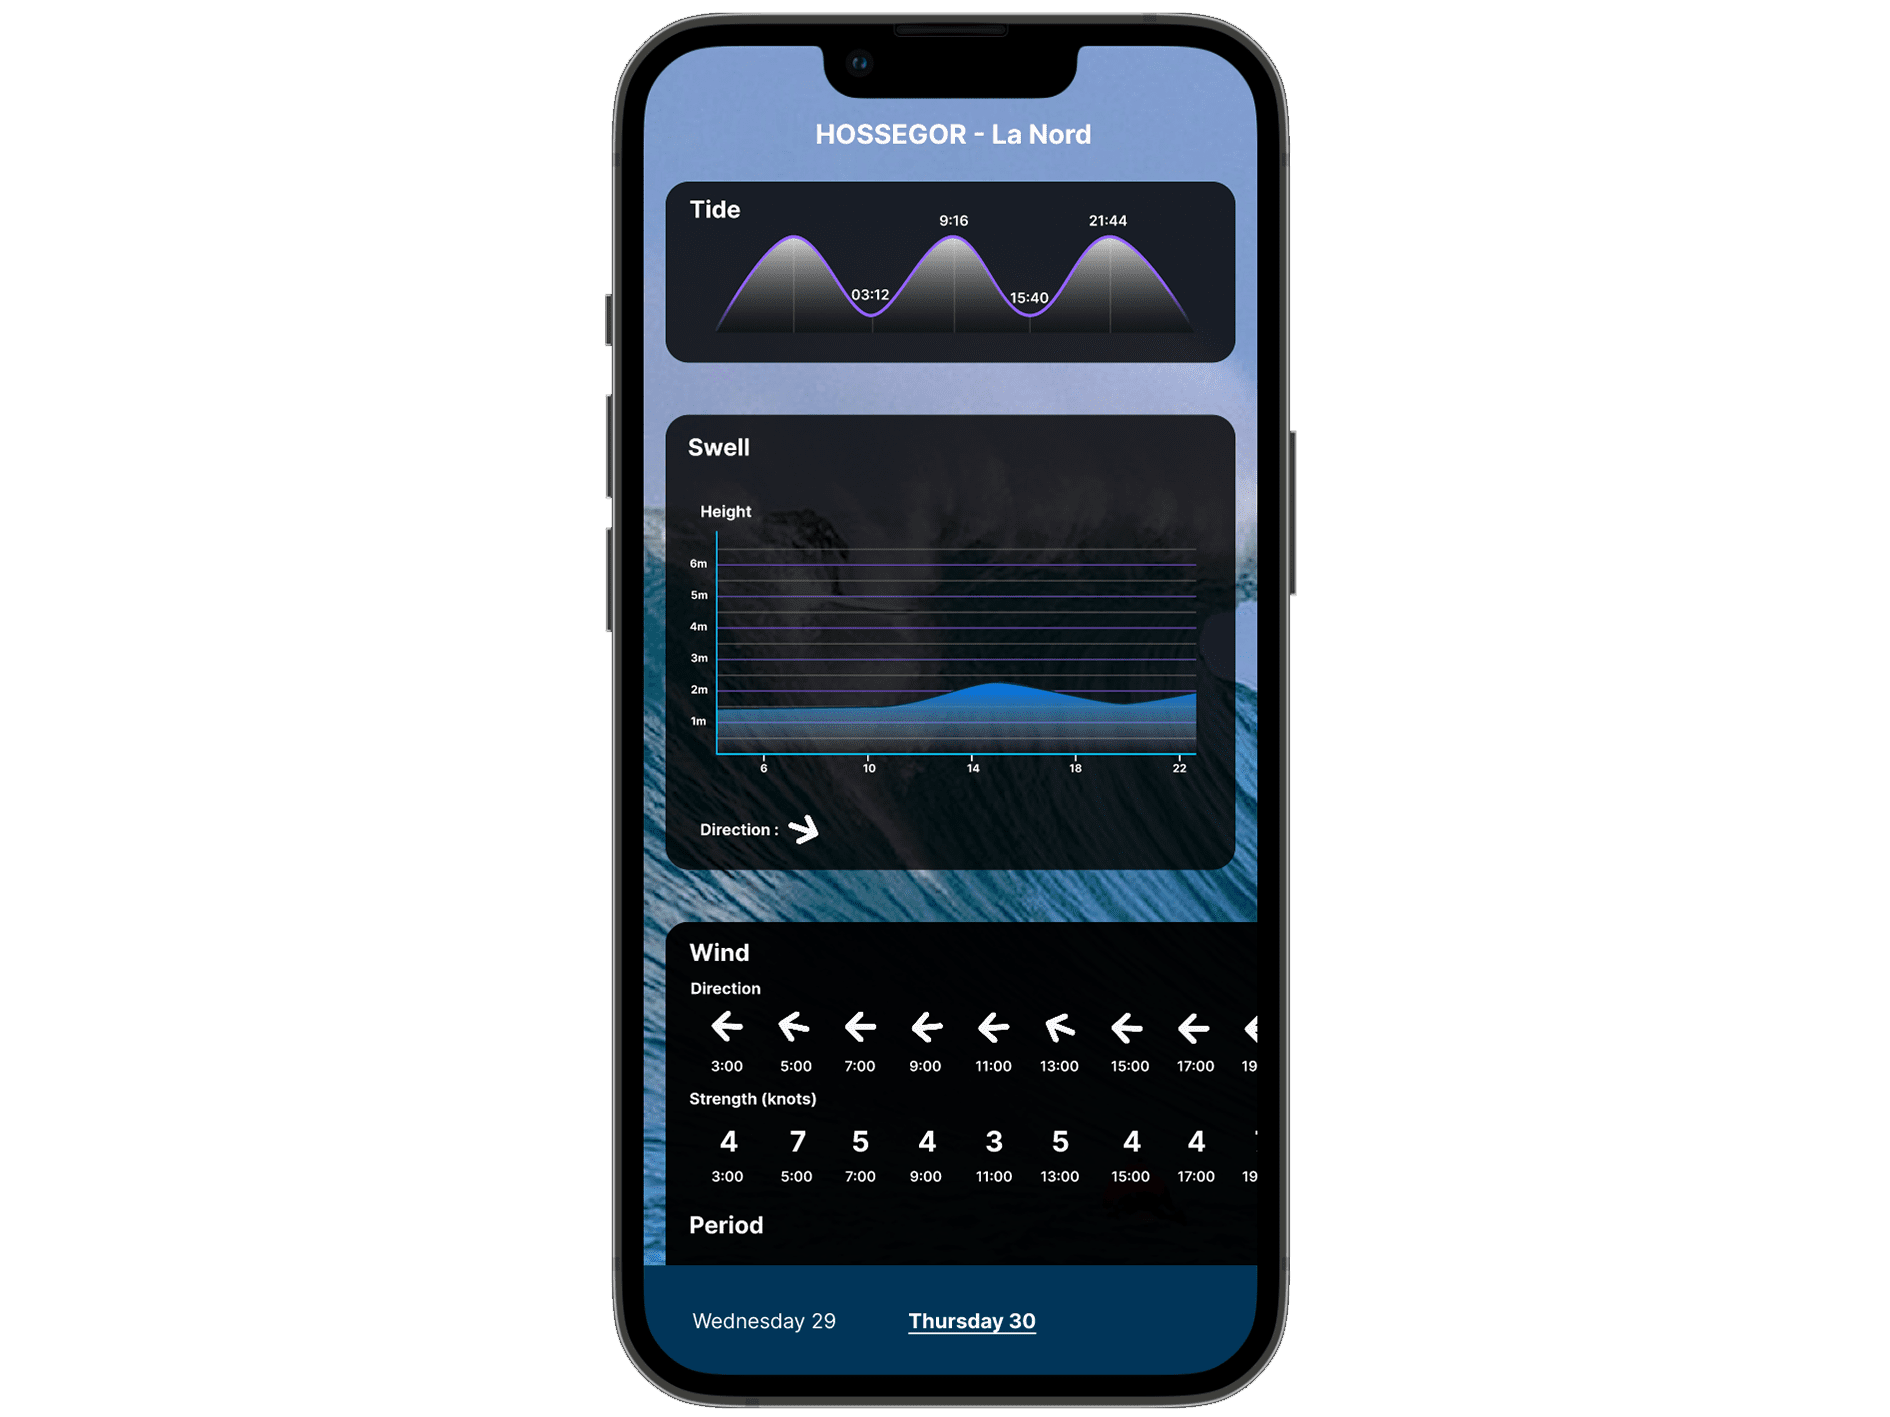 HOSSEGOR - La Nord
Tide
9:16
21:44
03:12
15:40
Swell
Height
6m
5m
4m
3m
2m
1m
6 10 14 18 22
Direction :
Wind
Direction
3:00 5:00 7:00 9:00 11:00 13:00 15:00 17:00 19
Strength (knots)
4 7 5 4 3 5 4 4
3:00 5:00 7:00 9:00 11:00 13:00 15:00 17:00 19
Period
Wednesday 29 Thursday 30